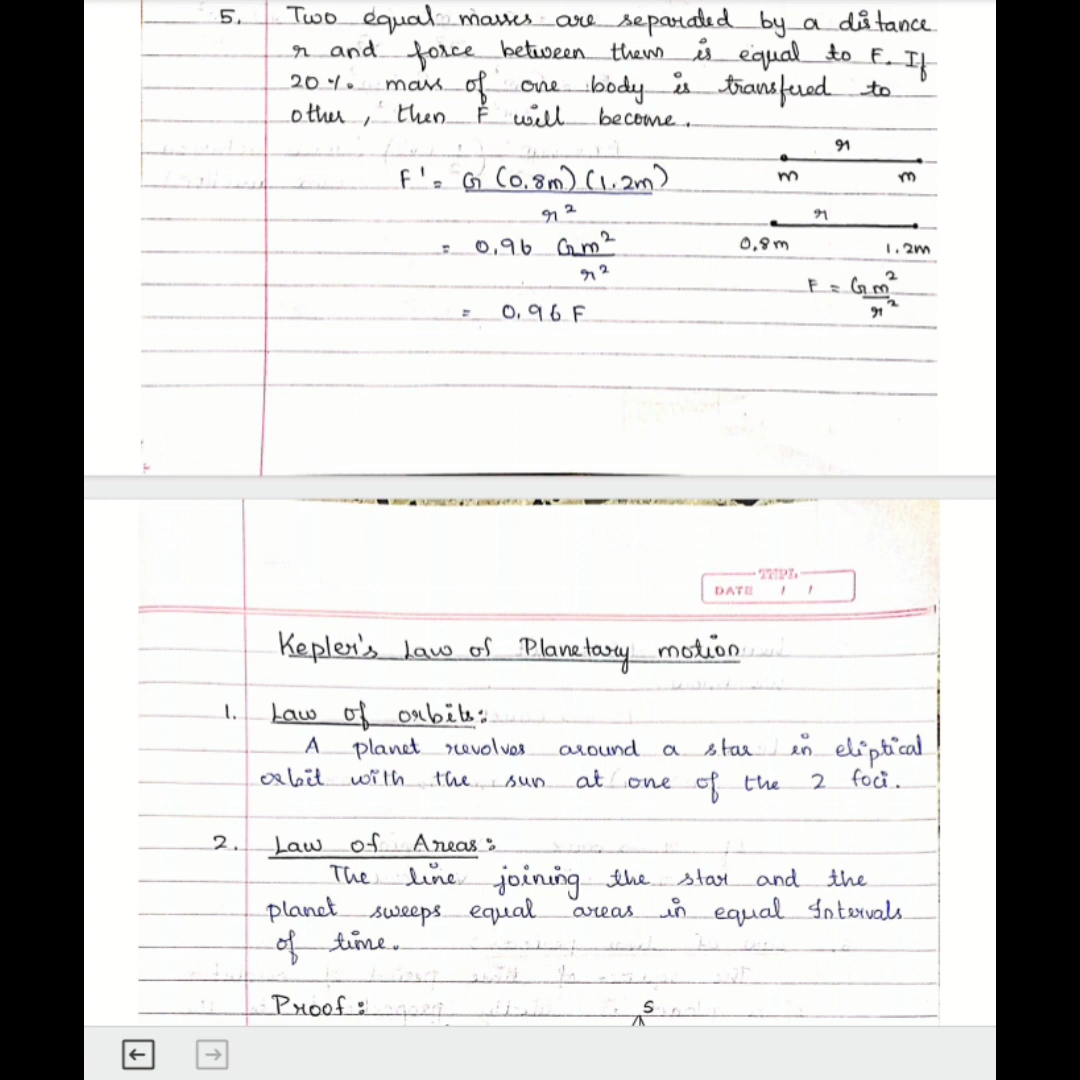 5. Two equal masses are separated by a distance
r and force between them is equal to F. If
20%. mass of one body is transfered to
other, then F will become.
r
m m
F' = G (0.8m) (1.2m)
r²
r
0.8m 1.2m
= 0.96 Gm²
r²
F = Gm²
r²
= 0.96 F
DATE / /
Kepler's Law of Planetary motion
1. Law of orbits:
A planet revolves around a star in eliptical
orbit with the sun at one of the 2 foci.
2. Law of Areas:
The line joining the star and the
planet sweeps equal areas in equal Intervals
of time.
Proof:
S